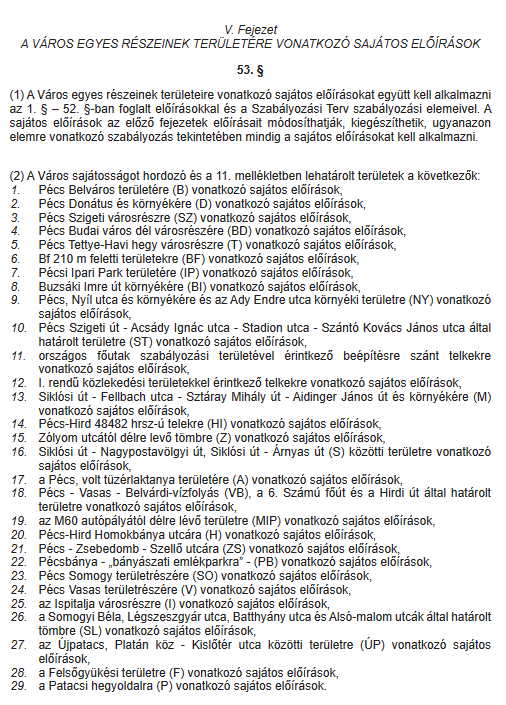 V. Fejezet
A VÁROS EGYES RÉSZEINEK TERÜLETÉRE VONATKOZÓ SAJÁTOS ELŐÍRÁSOK
53. §
(1) A Város egyes részeinek területeire vonatkozó sajátos előírásokat együtt kell alkalmazni
az 1. § – 52. §-ban foglalt előírásokkal és a Szabályozási Terv szabályozási elemeivel. A
sajátos előírások az előző fejezetek előírásait módosíthatják, kiegészíthetik, ugyanazon
elemre vonatkozó szabályozás tekintetében mindig a sajátos előírásokat kell alkalmazni.
(2) A Város sajátosságot hordozó és a 11. mellékletben lehatárolt területek a következők:
1. Pécs Belváros területére (B) vonatkozó sajátos előírások,
2. Pécs Donátus és környékére (D) vonatkozó sajátos előírások,
3. Pécs Szigeti városrészre (SZ) vonatkozó sajátos előírások,
4. Pécs Budai város dél városrészére (BD) vonatkozó sajátos előírások,
5. Pécs Tettye-Havi hegy városrészre (T) vonatkozó sajátos előírások,
6. Bf 210 m feletti területekre (BF) vonatkozó sajátos előírások,
7. Pécsi Ipari Park területére (IP) vonatkozó sajátos előírások,
8. Buzsáki Imre út környékére (BI) vonatkozó sajátos előírások,
9. Pécs, Nyíl utca és környékére és az Ady Endre utca környéki területre (NY) vonatkozó
sajátos előírások,
10. Pécs Szigeti út - Acsády Ignác utca - Stadion utca - Szántó Kovács János utca által
határolt területre (ST) vonatkozó sajátos előírások,
11. országos főutak szabályozási területével érintkező beépítésre szánt telkekre
vonatkozó sajátos előírások,
12. I. rendű közlekedési területekkel érintkező telkekre vonatkozó sajátos előírások,
13. Siklósi út - Fellbach utca - Sztáray Mihály út - Aidinger János út és környékére (M)
vonatkozó sajátos előírások,
14. Pécs-Hird 48482 hrsz-ú telekre (HI) vonatkozó sajátos előírások,
15. Zólyom utcától délre levő tömbre (Z) vonatkozó sajátos előírások,
16. Siklósi út - Nagypostavölgyi út, Siklósi út - Árnyas út (S) közötti területre vonatkozó
sajátos előírások,
17. a Pécs, volt tüzérlaktanya területére (A) vonatkozó sajátos előírások,
18. Pécs - Vasas - Belvárdi-vízfolyás (VB), a 6. Számú főút és a Hirdi út által határolt
területre vonatkozó sajátos előírások,
19. az M60 autópályától délre lévő területre (MIP) vonatkozó sajátos előírások,
20. Pécs-Hird Homokbánya utcára (H) vonatkozó sajátos előírások,
21. Pécs - Zsebedomb - Szellő utcára (ZS) vonatkozó sajátos előírások,
22. Pécsbánya - „bányászati emlékparkra” - (PB) vonatkozó sajátos előírások,
23. Pécs Somogy területrészére (SO) vonatkozó sajátos előírások,
24. Pécs Vasas területrészére (V) vonatkozó sajátos előírások,
25. az Ispitalja városrészre (I) vonatkozó sajátos előírások,
26. a Somogyi Béla, Légszeszgyár utca, Batthyány utca és Alsó-malom utcák által határolt
tömbre (SL) vonatkozó sajátos előírások,
27. az Újpatacs, Platán köz - Kislőtér utca közötti területre (ÚP) vonatkozó sajátos
előírások,
28. a Felsőgyükési területre (F) vonatkozó sajátos előírások,
29. a Patacsi hegyoldalra (P) vonatkozó sajátos előírások.